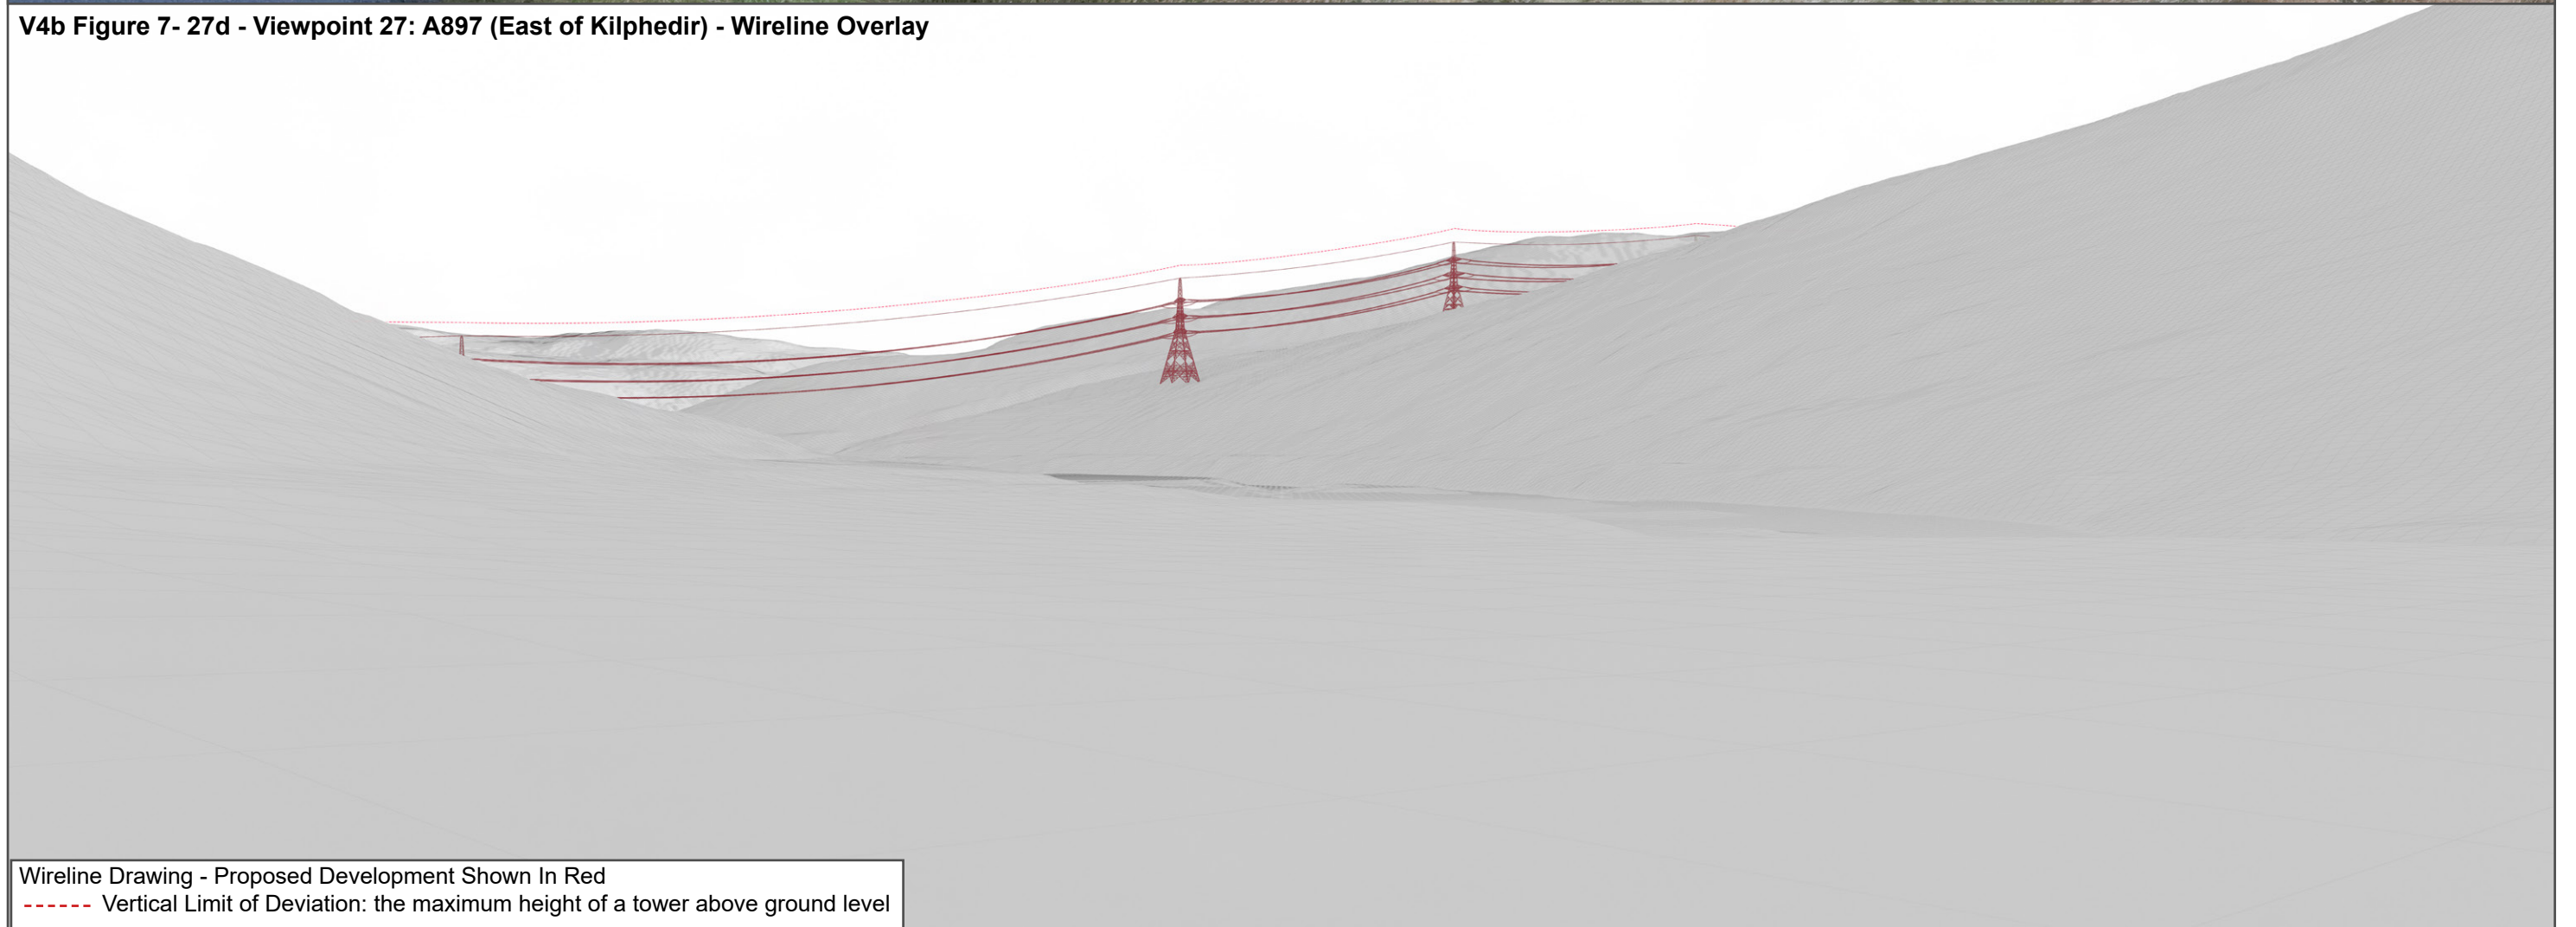 V4b Figure 7- 27d - Viewpoint 27: A897 (East of Kilphedir) - Wireline Overlay
Wireline Drawing - Proposed Development Shown In Red
Vertical Limit of Deviation: the maximum height of a tower above ground level